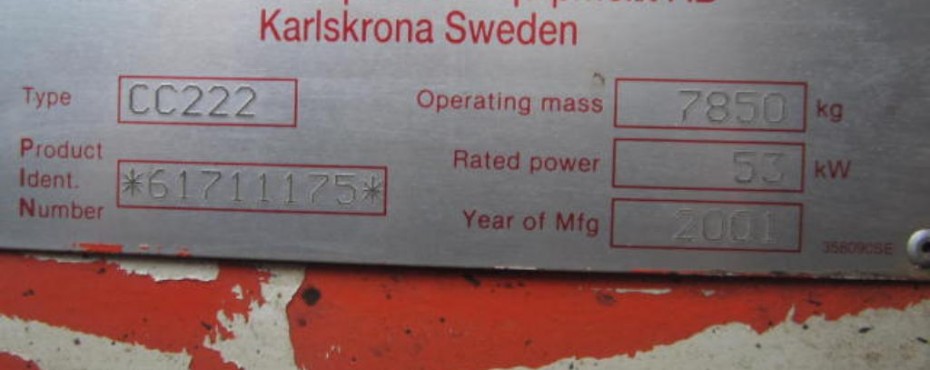 Karlskrona Sweden
Type CC222
Operating mass 7850 kg
Product
Ident.
Number *61711175*
Rated power 53 kW
Year of Mfg 2001